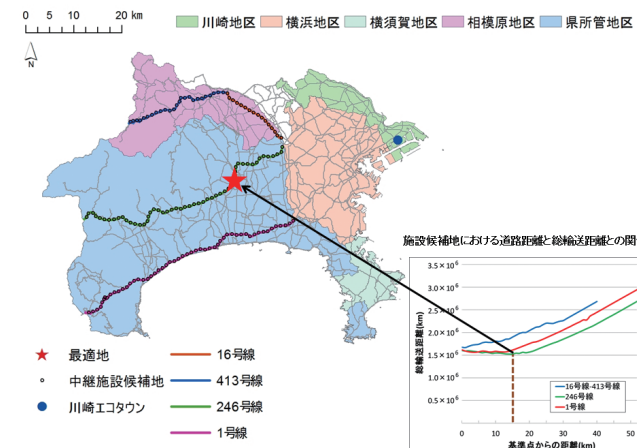 0 5 10 20 km
川崎地区 横浜地区 横須賀地区 相模原地区 県所管地区
N
施設候補地における道路距離と総輸送距離との関
3.5×10⁶
3.0×10⁶
2.5×10⁶
2.0×10⁶
1.5×10⁶
1.0×10⁶
0.5×10⁶
総輸送距離(km)
16号線-413号線
246号線
1号線
0 10 20 30 40 50
基準点からの距離(km)
最適地
中継施設候補地
川崎エコタウン
16号線
413号線
246号線
1号線